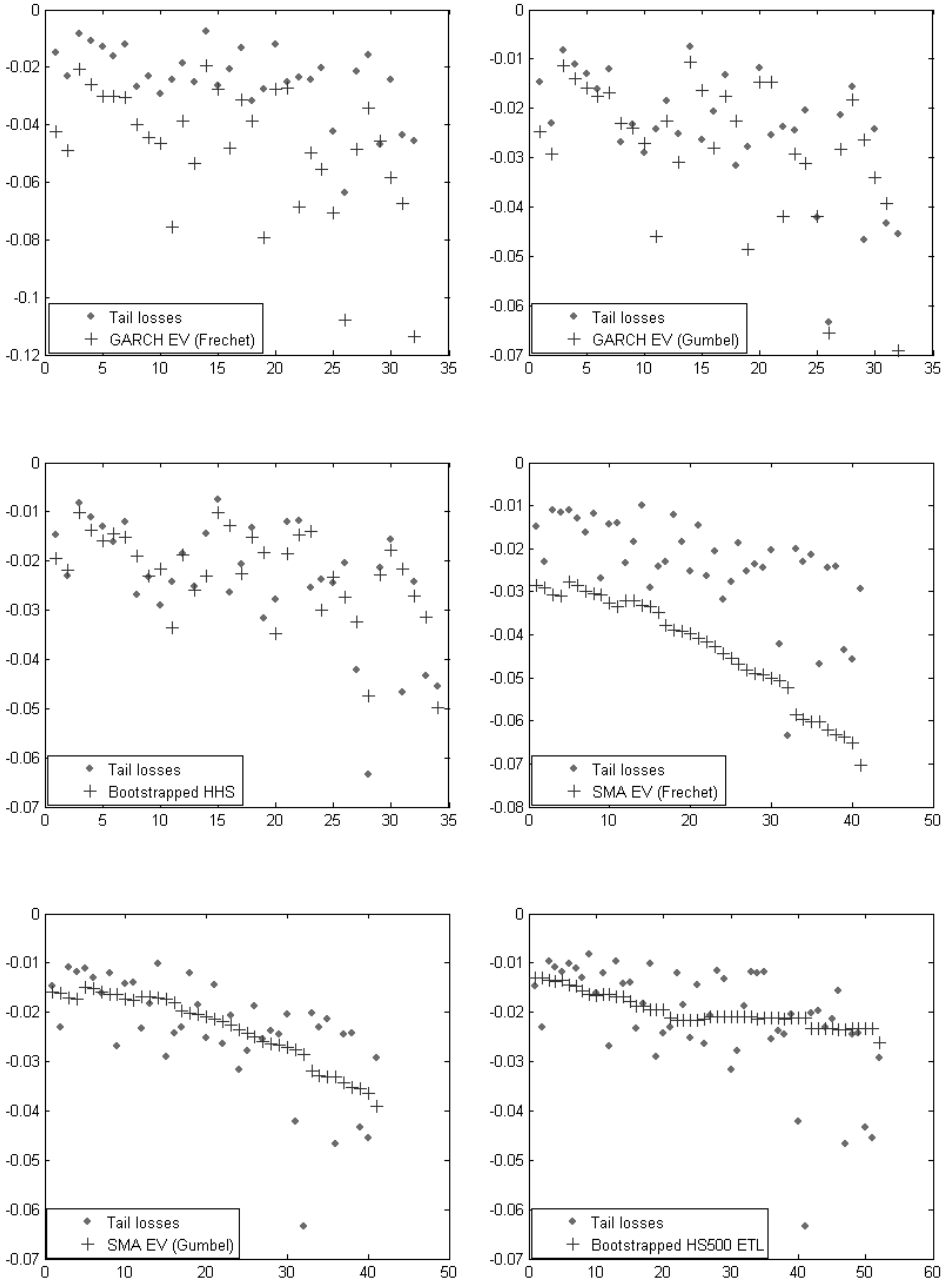 0
-0.02
-0.04
-0.06
-0.08
-0.1
-0.12
0 5 10 15 20 25 30 35
Tail losses
GARCH EV (Frechet)
0
-0.01
-0.02
-0.03
-0.04
-0.05
-0.06
-0.07
0 5 10 15 20 25 30 35
Tail losses
GARCH EV (Gumbel)
0
-0.01
-0.02
-0.03
-0.04
-0.05
-0.06
-0.07
0 5 10 15 20 25 30 35
Tail losses
Bootstrapped HHS
0
-0.01
-0.02
-0.03
-0.04
-0.05
-0.06
-0.07
-0.08
0 10 20 30 40 50
Tail losses
SMA EV (Frechet)
0
-0.01
-0.02
-0.03
-0.04
-0.05
-0.06
-0.07
0 10 20 30 40 50
Tail losses
SMA EV (Gumbel)
0
-0.01
-0.02
-0.03
-0.04
-0.05
-0.06
-0.07
0 10 20 30 40 50 60
Tail losses
Bootstrapped HS500 ETL